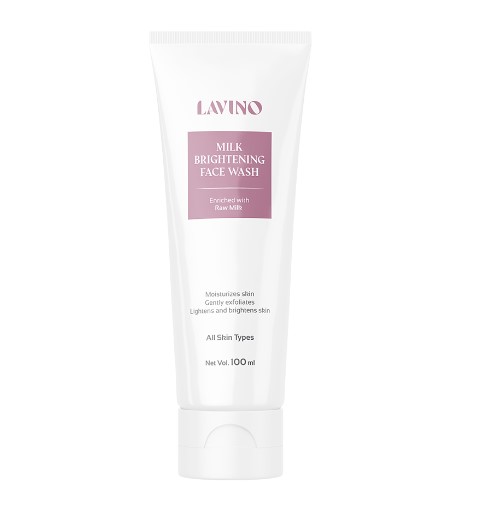 LAVINO
MILK
BRIGHTENING
FACE WASH
Enriched with
Raw Milk
Moisturizes skin
Gently exfoliates
Lightens and brightens skin
All Skin Types
Net Vol. 100 ml